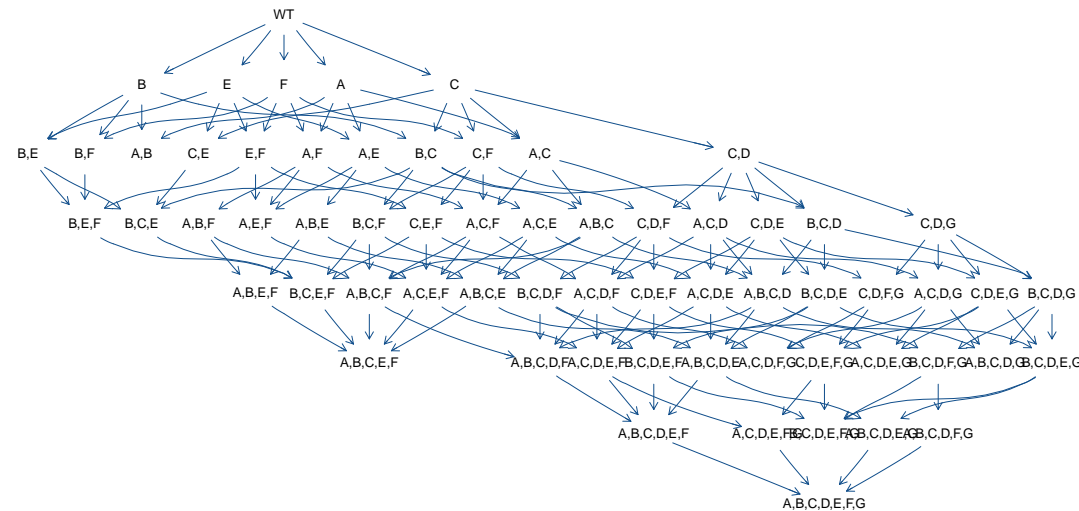 WT
B E F A C
B,E B,F A,B C,E E,F A,F A,E B,C C,F A,C C,D
B,E,F B,C,E A,B,F A,E,F A,B,E B,C,F C,E,F A,C,F A,C,E A,B,C C,D,F A,C,D C,D,E B,C,D C,D,G
A,B,E,F B,C,E,F A,B,C,F A,C,E,F A,B,C,E B,C,D,F A,C,D,F C,D,E,F A,C,D,E A,B,C,D B,C,D,E C,D,F,G A,C,D,G C,D,E,G B,C,D,G
A,B,C,E,F A,B,C,D,F A,C,D,E,F B,C,D,E,F A,B,C,D,E A,C,D,F,G C,D,E,F,G A,C,D,E,G B,C,D,F,G A,B,C,D,G B,C,D,E,G
A,B,C,D,E,F A,C,D,E,F,G B,C,D,E,F,G A,B,C,D,E,G A,B,C,D,F,G
A,B,C,D,E,F,G